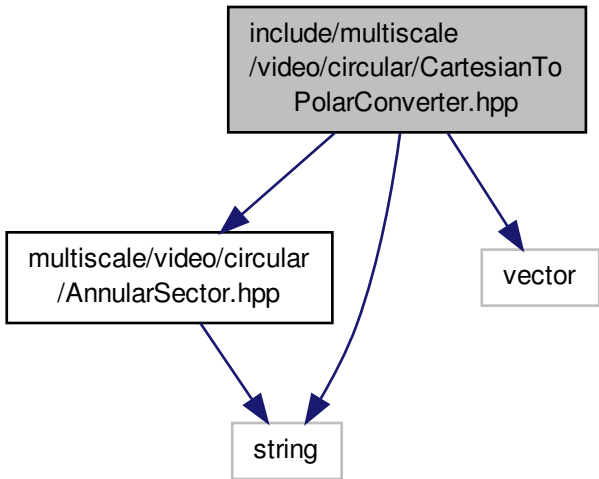 include/multiscale
/video/circular/CartesianTo
PolarConverter.hpp
multiscale/video/circular
/AnnularSector.hpp
vector
string